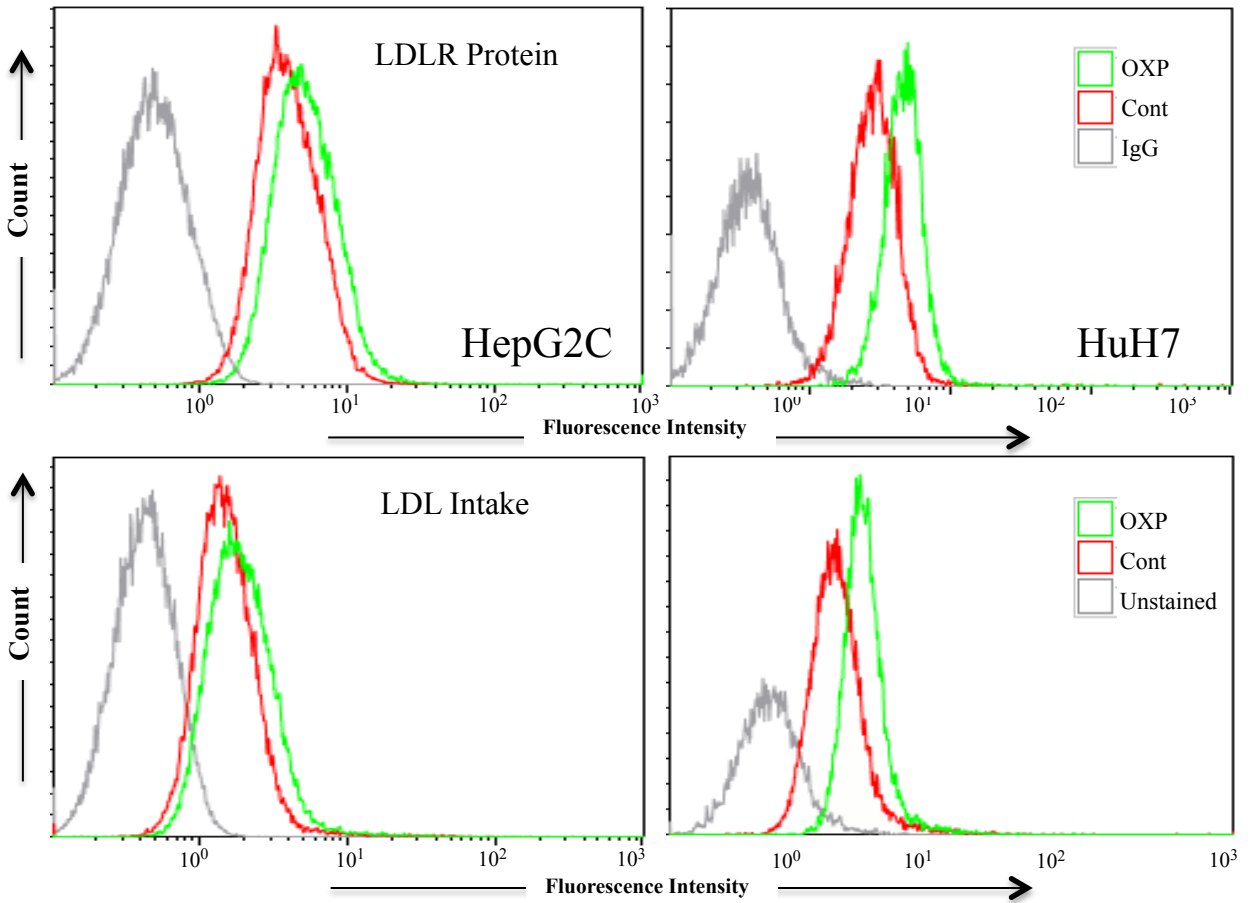 LDLR Protein
HepG2C
Count
10⁰ 10¹ 10² 10³
OXP
Cont
IgG
HuH7
10⁰ 10¹ 10² 10³
Fluorescence Intensity
LDL Intake
Count
10⁰ 10¹ 10² 10³
OXP
Cont
Unstained
10⁰ 10¹ 10² 10³
Fluorescence Intensity